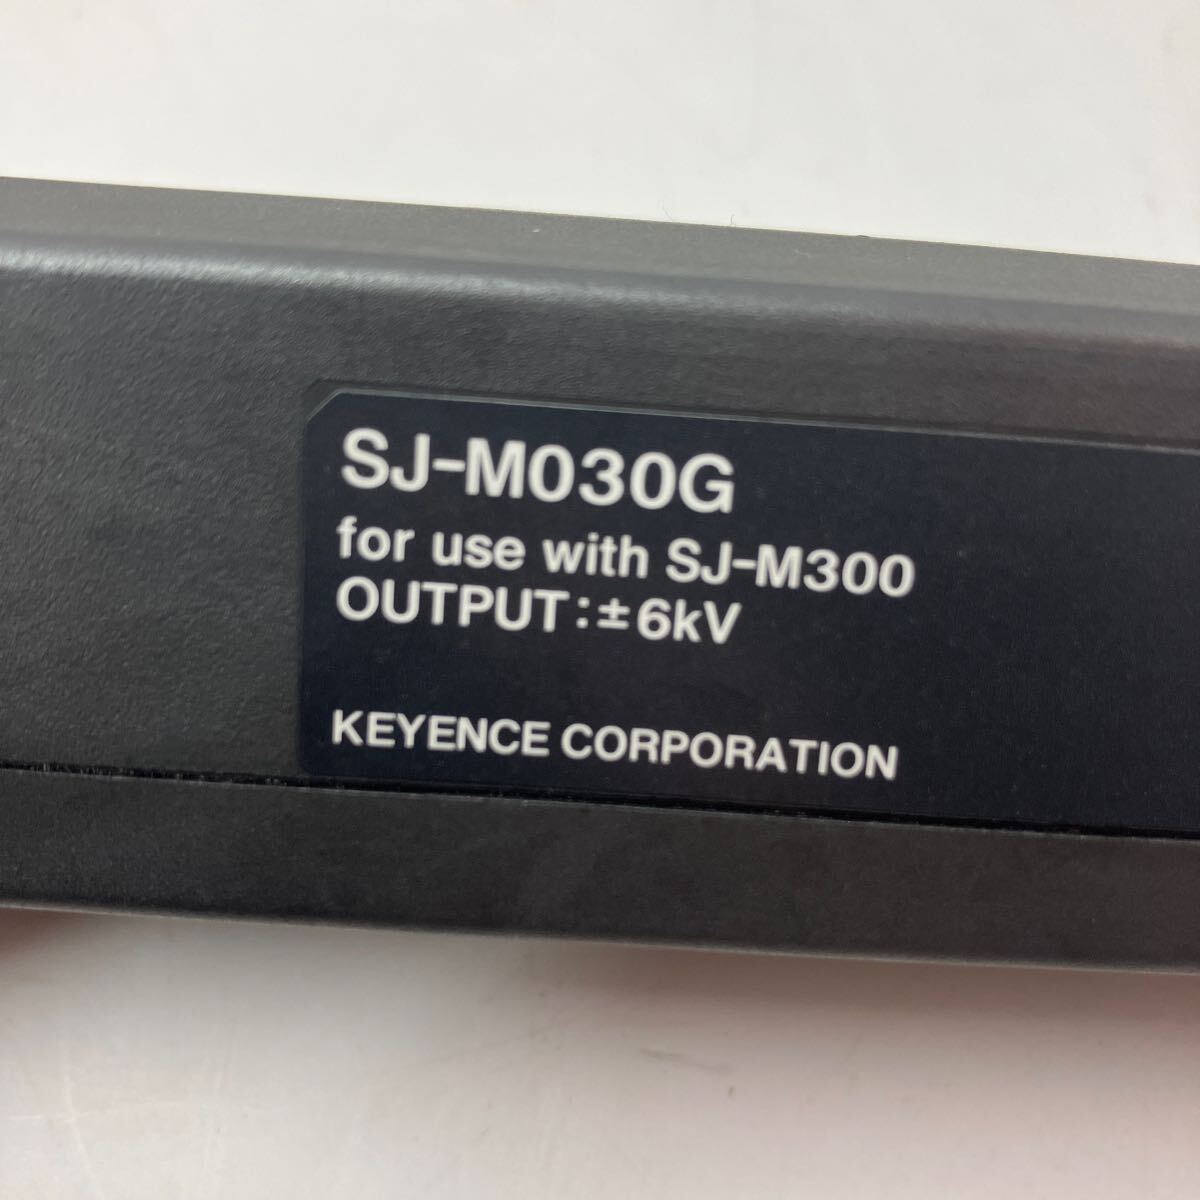 SJ-M030G
for use with SJ-M300
OUTPUT:±6kV
KEYENCE CORPORATION